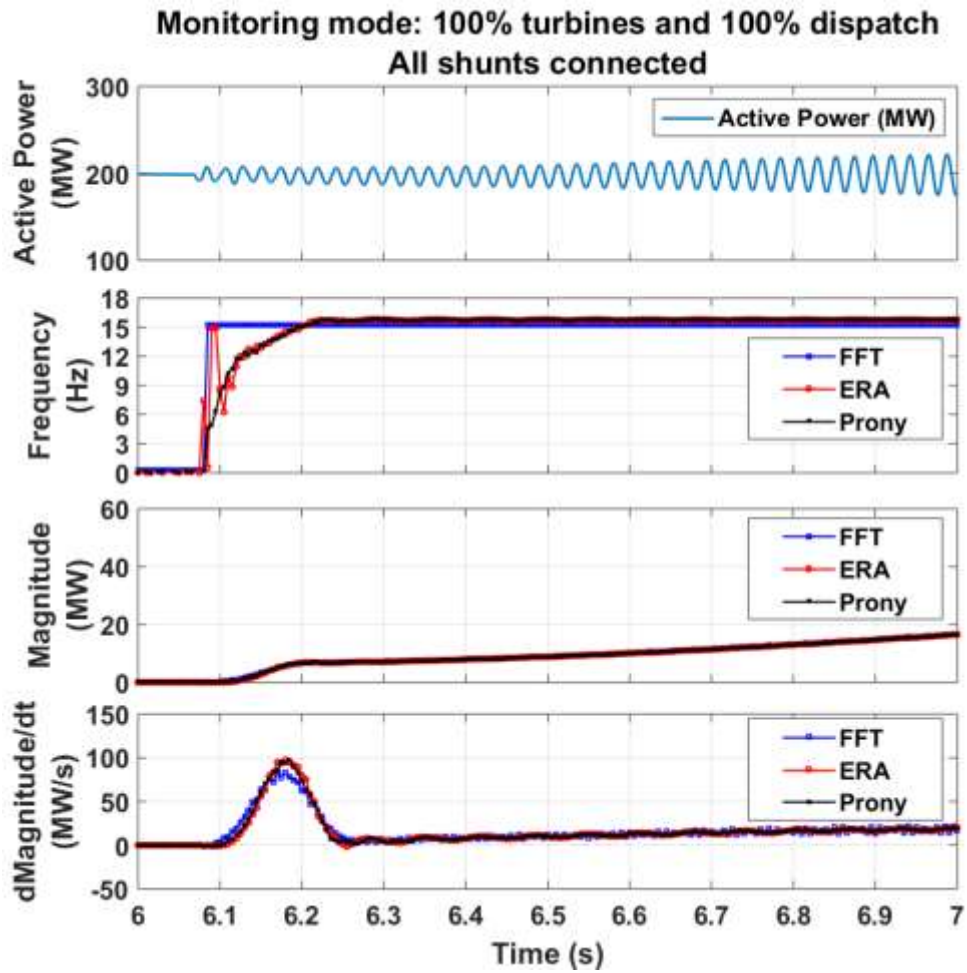 Monitoring mode: 100% turbines and 100% dispatch
All shunts connected
Active Power
(MW)
300
200
100
Active Power (MW)
Frequency
(Hz)
18
15
12
9
6
3
0
FFT
ERA
Prony
Magnitude
(MW)
60
40
20
0
FFT
ERA
Prony
dMagnitude/dt
(MW/s)
150
100
50
0
-50
FFT
ERA
Prony
6 6.1 6.2 6.3 6.4 6.5 6.6 6.7 6.8 6.9 7
Time (s)